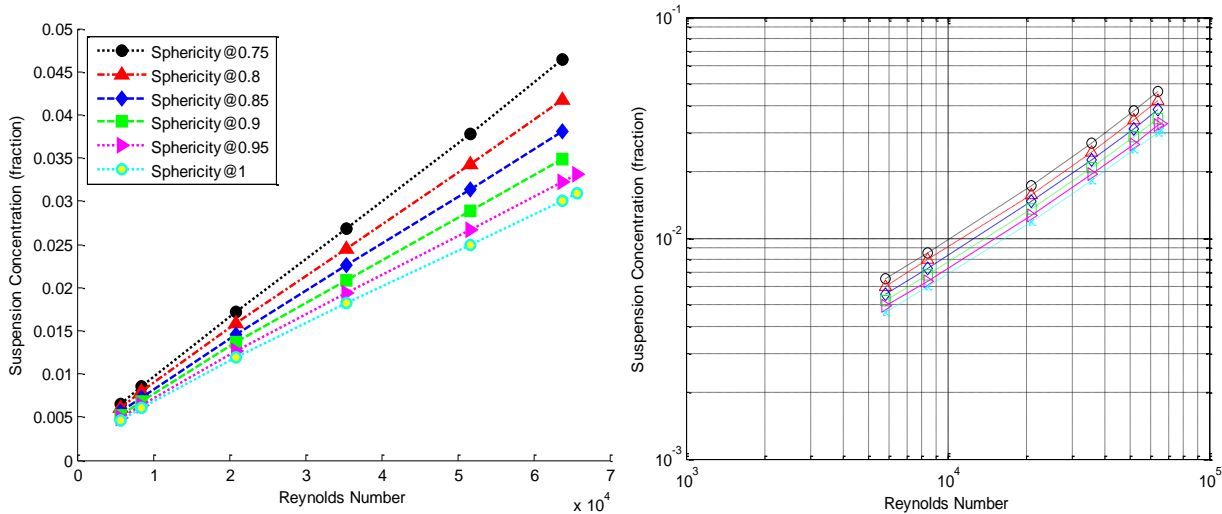 0.05
0.045
0.04
0.035
0.03
0.025
0.02
0.015
0.01
0.005
0
Suspension Concentration (fraction)
Sphericity@0.75
Sphericity@0.8
Sphericity@0.85
Sphericity@0.9
Sphericity@0.95
Sphericity@1
0 1 2 3 4 5 6 7
Reynolds Number
x 10^4
10^-1
10^-2
10^-3
Suspension Concentration (fraction)
10^3 10^4 10^5
Reynolds Number